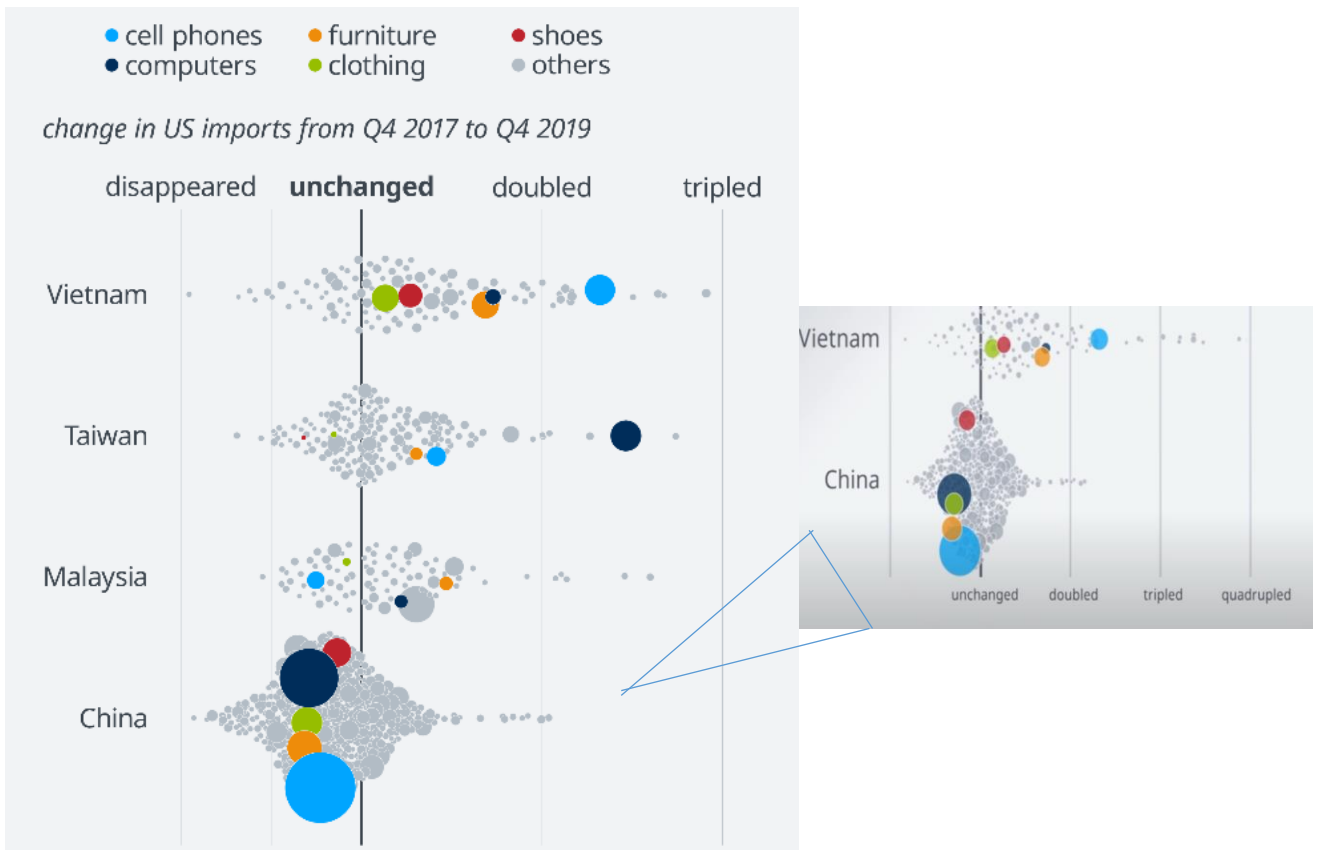 cell phones furniture shoes
computers clothing others
change in US imports from Q4 2017 to Q4 2019
disappeared unchanged doubled tripled
Vietnam
Taiwan
Malaysia
China
Vietnam
China
unchanged doubled tripled quadrupled